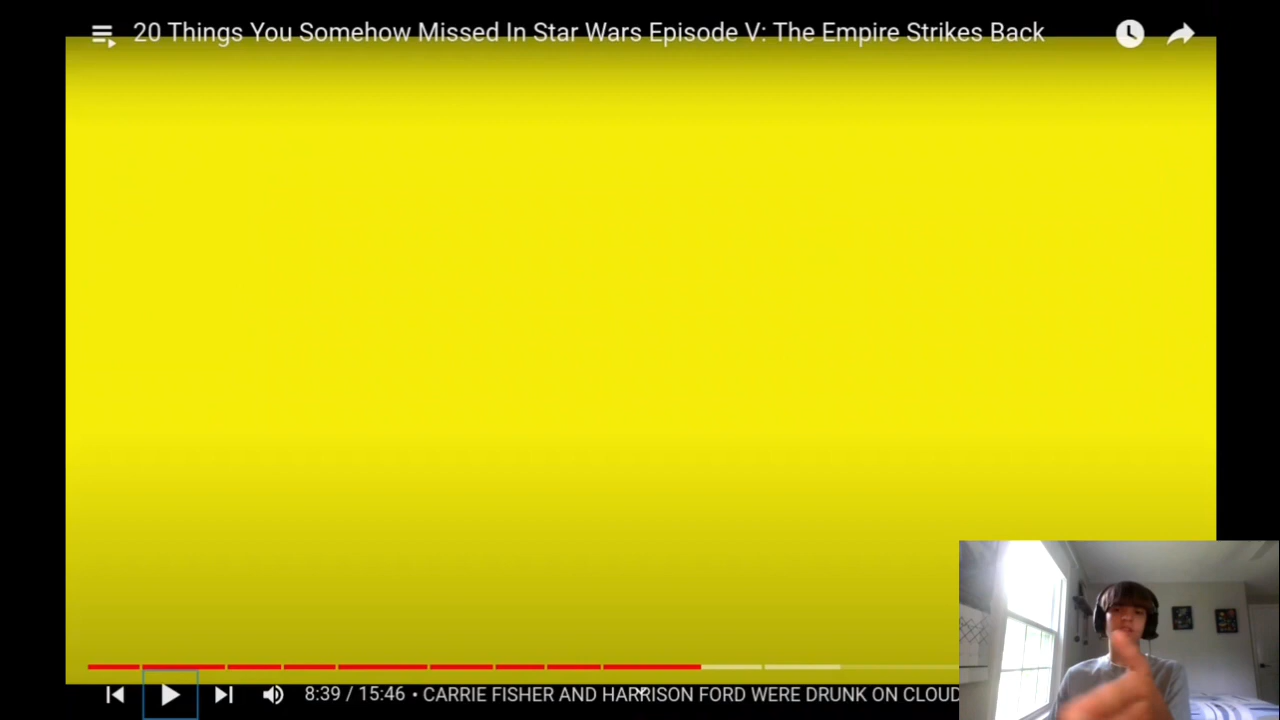 20 Things You Somehow Missed In Star Wars Episode V: The Empire Strikes Back
8:39 / 15:46 • CARRIE FISHER AND HARRISON FORD WERE DRUNK ON CLOUD